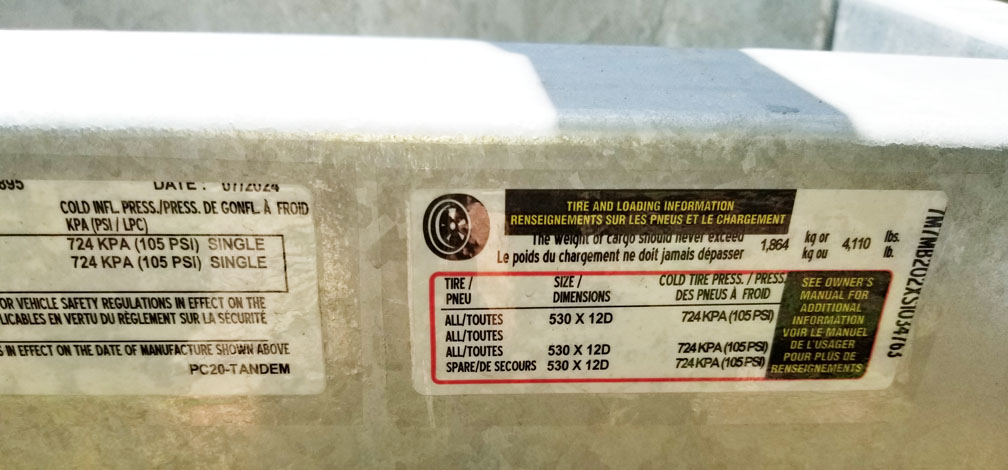 895 DATE : 07/2024
COLD INFL. PRESS./PRESS. DE GONFL. À FROID
KPA (PSI / LPC)
724 KPA (105 PSI) SINGLE
724 KPA (105 PSI) SINGLE
OR VEHICLE SAFETY REGULATIONS IN EFFECT ON THE
LICABLES EN VERTU DU RÈGLEMENT SUR LA SÉCURITÉ
S IN EFFECT ON THE DATE OF MANUFACTURE SHOWN ABOVE
PC20-TANDEM
TIRE AND LOADING INFORMATION
RENSEIGNEMENTS SUR LES PNEUS ET LE CHARGEMENT
The weight of cargo should never exceed 1,864 kg or 4,110 lbs.
Le poids du chargement ne doit jamais dépasser kg ou lb.
TIRE / SIZE / COLD TIRE PRESS. / PRESS.
PNEU DIMENSIONS DES PNEUS À FROID
ALL/TOUTES 530 X 12D 724 KPA (105 PSI)
ALL/TOUTES
ALL/TOUTES 530 X 12D 724 KPA (105 PSI)
SPARE/DE SECOURS 530 X 12D 724 KPA (105 PSI)
SEE OWNER'S
MANUAL FOR
ADDITIONAL
INFORMATION
VOIR LE MANUEL
DE L'USAGER
POUR PLUS DE
RENSEIGNEMENTS